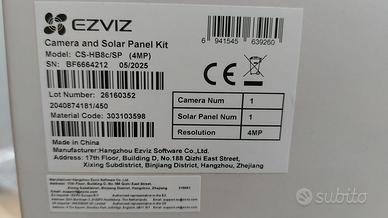 EZVIZ
Camera and Solar Panel Kit
Model: CS-HB8c/SP (4MP)
SN: BF6664212 05/2025
6 941545 639260
Lot No: 26160352
2040874181/450
Material Code: 303103598
Made in China
Camera Num 1
Solar Panel Num 1
Resolution 4MP
CE
Manufacturer:Hangzhou Ezviz Software Co.,Ltd.
Address: 17th Floor, Building D, No.188 Qizhi East Street,
Xixing Subdistrict, Binjiang District, Hangzhou, Zhejiang
subito